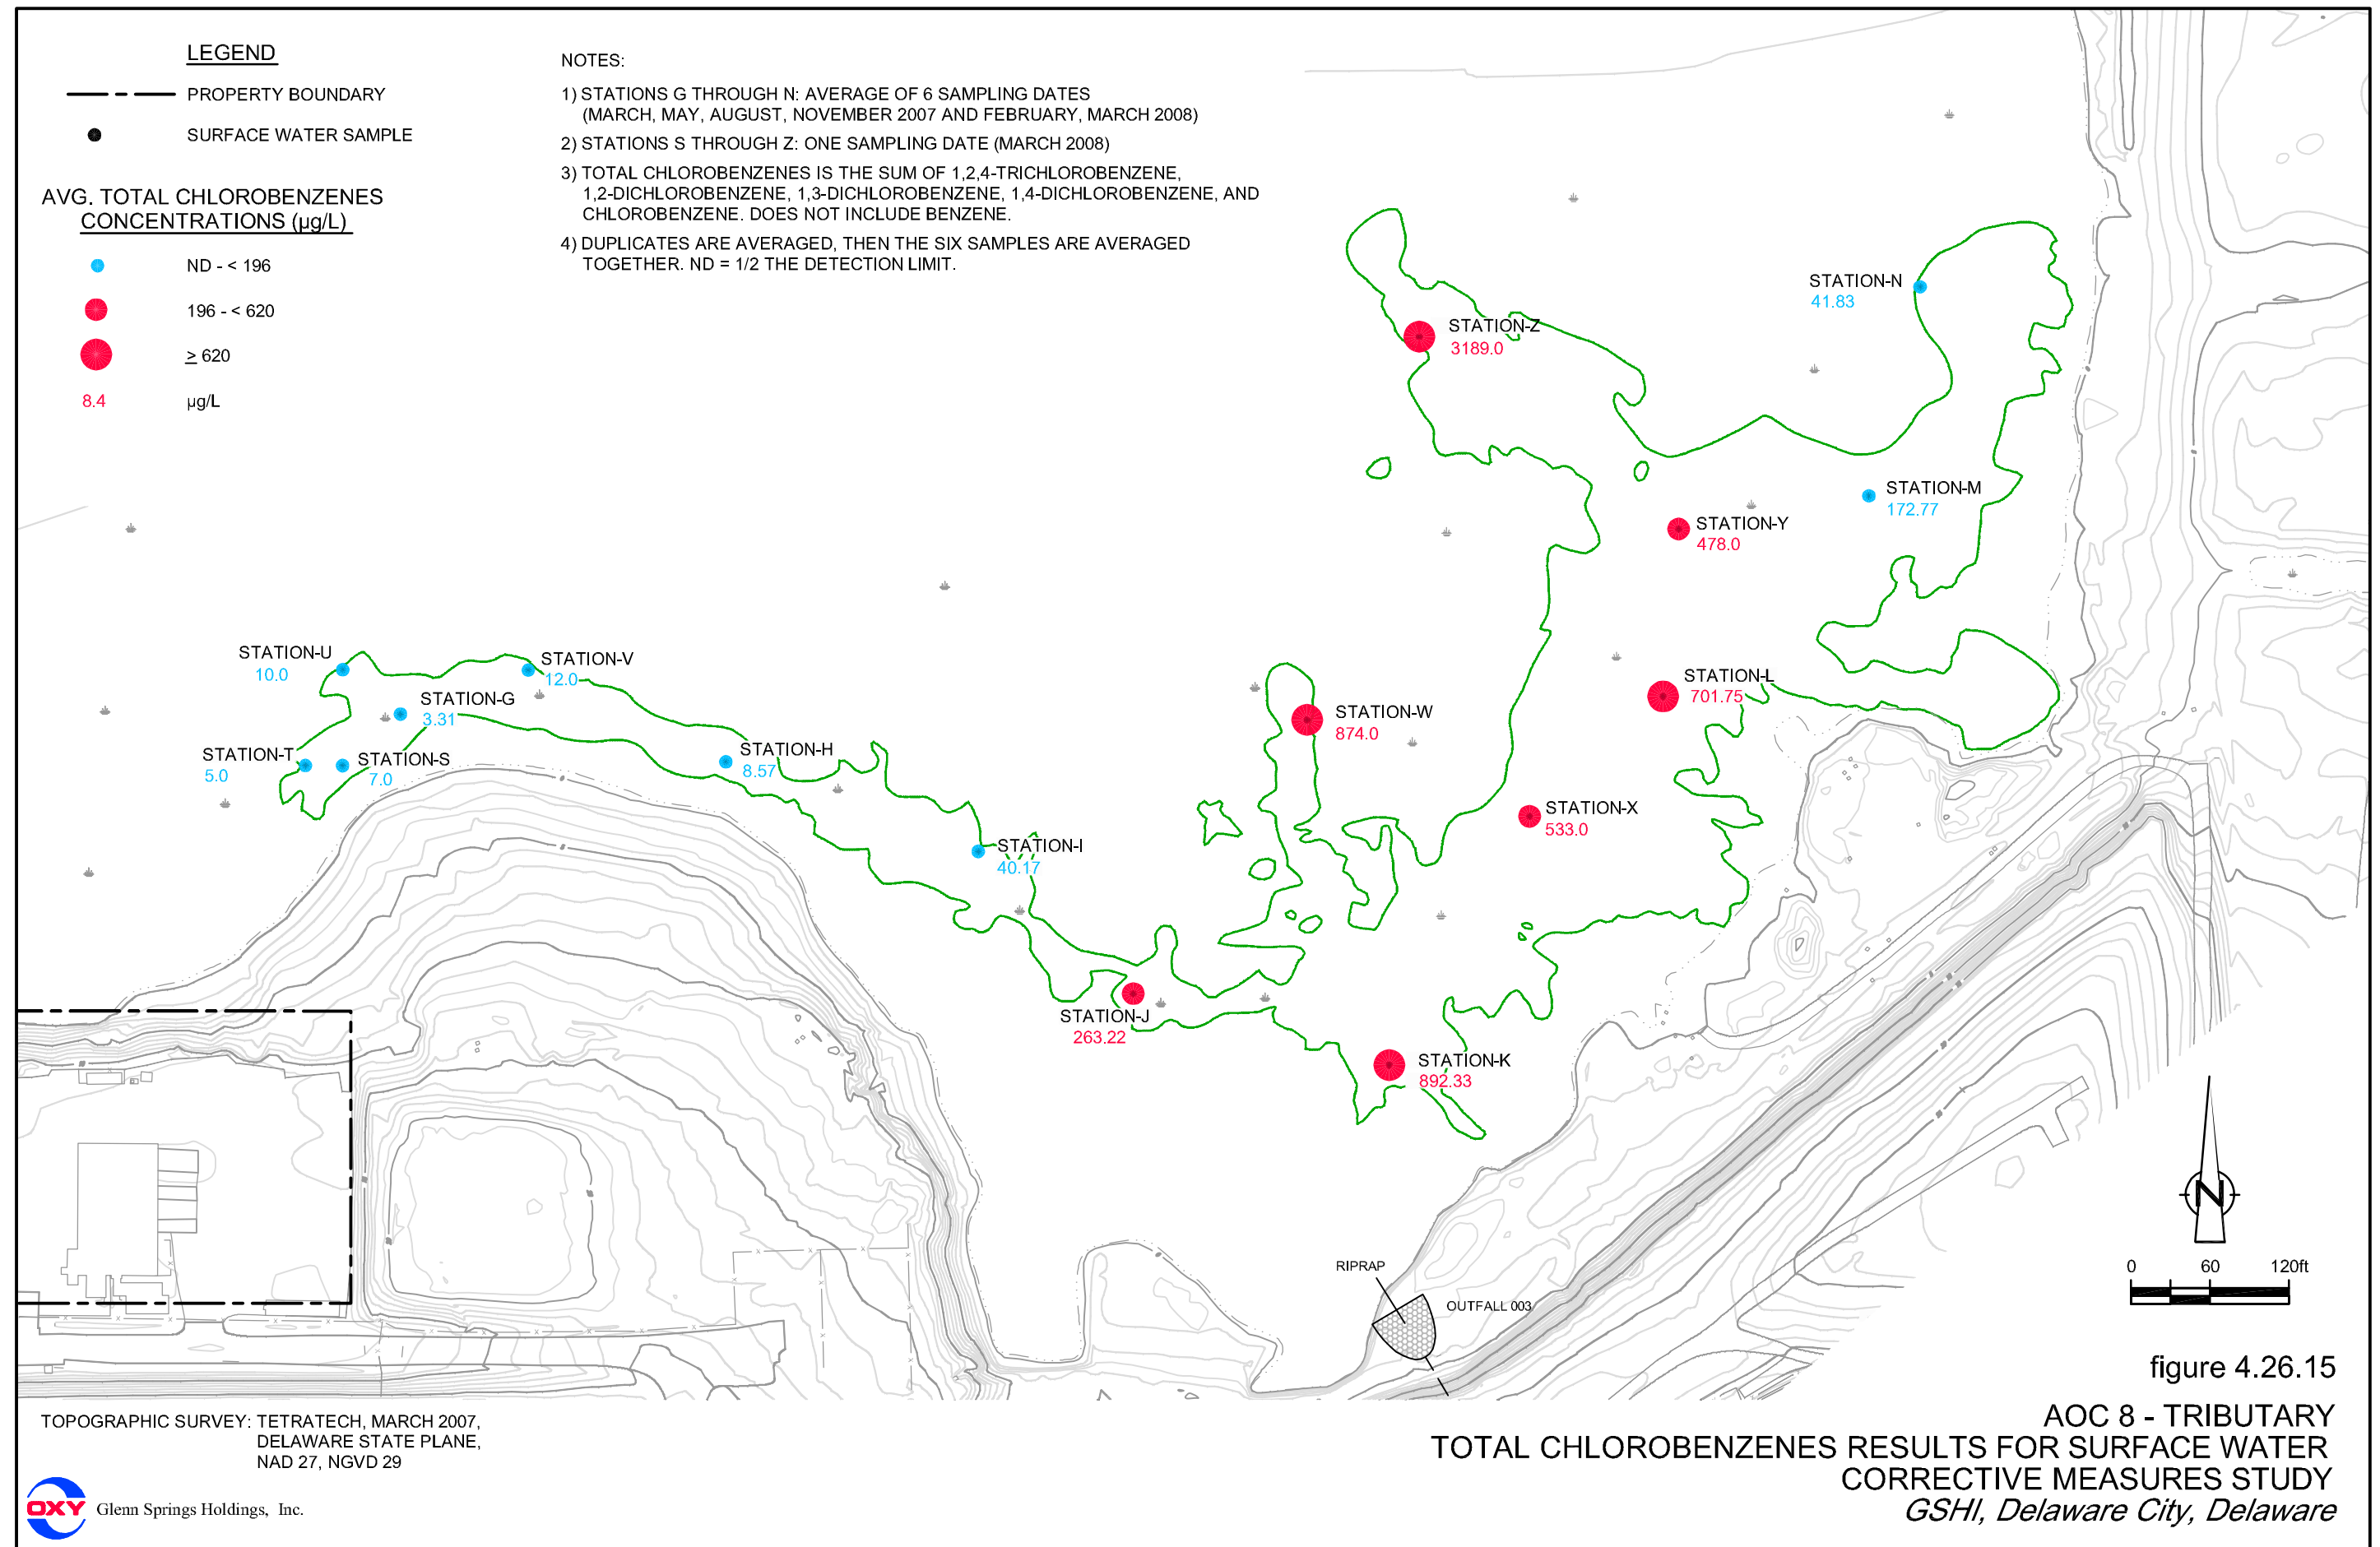 LEGEND
PROPERTY BOUNDARY
SURFACE WATER SAMPLE
AVG. TOTAL CHLOROBENZENES
CONCENTRATIONS (µg/L)
ND - < 196
196 - < 620
≥ 620
8.4 µg/L
NOTES:
1) STATIONS G THROUGH N: AVERAGE OF 6 SAMPLING DATES
(MARCH, MAY, AUGUST, NOVEMBER 2007 AND FEBRUARY, MARCH 2008)
2) STATIONS S THROUGH Z: ONE SAMPLING DATE (MARCH 2008)
3) TOTAL CHLOROBENZENES IS THE SUM OF 1,2,4-TRICHLOROBENZENE,
1,2-DICHLOROBENZENE, 1,3-DICHLOROBENZENE, 1,4-DICHLOROBENZENE, AND
CHLOROBENZENE. DOES NOT INCLUDE BENZENE.
4) DUPLICATES ARE AVERAGED, THEN THE SIX SAMPLES ARE AVERAGED
TOGETHER. ND = 1/2 THE DETECTION LIMIT.
STATION-N
41.83
STATION-Z
3189.0
STATION-M
172.77
STATION-Y
478.0
STATION-U
10.0
STATION-V
12.0
STATION-G
3.31
STATION-L
701.75
STATION-W
874.0
STATION-T
5.0
STATION-S
7.0
STATION-H
8.57
STATION-X
533.0
STATION-I
40.17
STATION-J
263.22
STATION-K
892.33
RIPRAP
OUTFALL 003
N
0 60 120ft
figure 4.26.15
AOC 8 - TRIBUTARY
TOTAL CHLOROBENZENES RESULTS FOR SURFACE WATER
CORRECTIVE MEASURES STUDY
GSHI, Delaware City, Delaware
TOPOGRAPHIC SURVEY: TETRATECH, MARCH 2007,
DELAWARE STATE PLANE,
NAD 27, NGVD 29
OXY Glenn Springs Holdings, Inc.